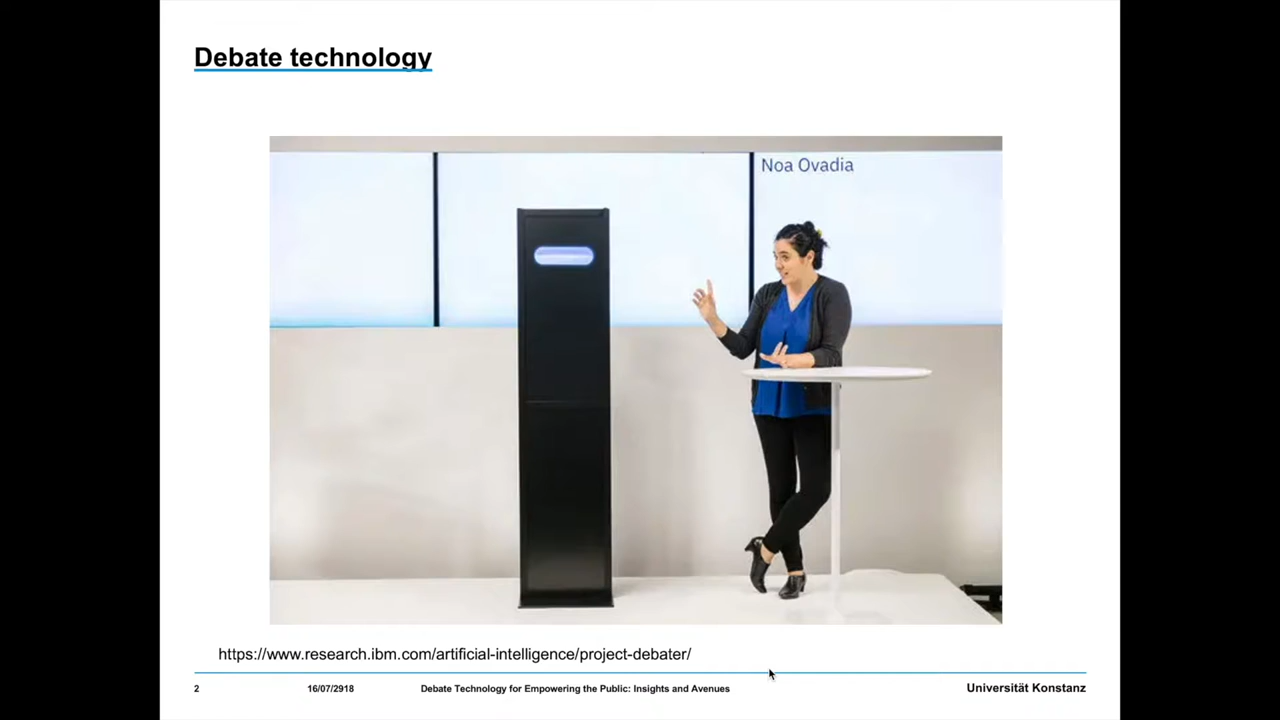 Debate technology
Noa Ovadia
https://www.research.ibm.com/artificial-intelligence/project-debater/
2 16/07/2918 Debate Technology for Empowering the Public: Insights and Avenues Universität Konstanz